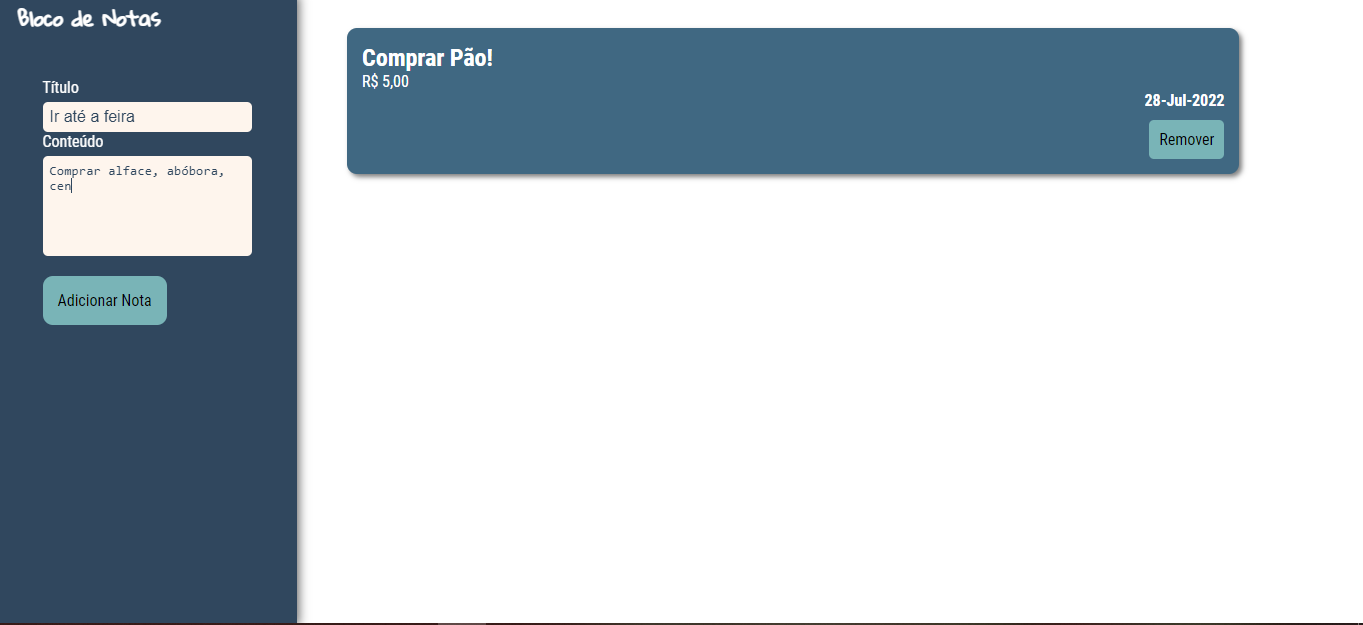 Bloco de Notas
Título
Ir até a feira
Conteúdo
Comprar alface, abóbora,
cen
Adicionar Nota
Comprar Pão!
R$ 5,00
28-Jul-2022
Remover